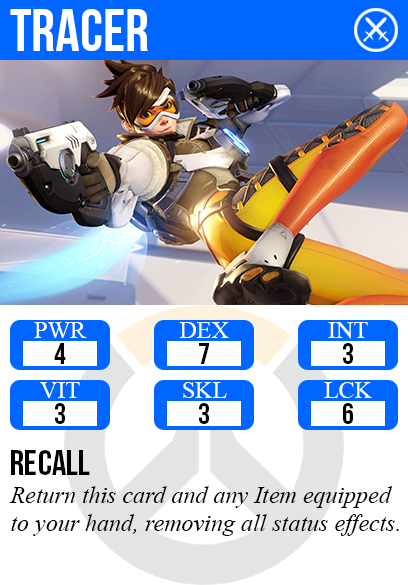 TRACER
PWR DEX INT
4 7 3
VIT SKL LCK
3 3 6
RECALL
Return this card and any Item equipped
to your hand, removing all status effects.